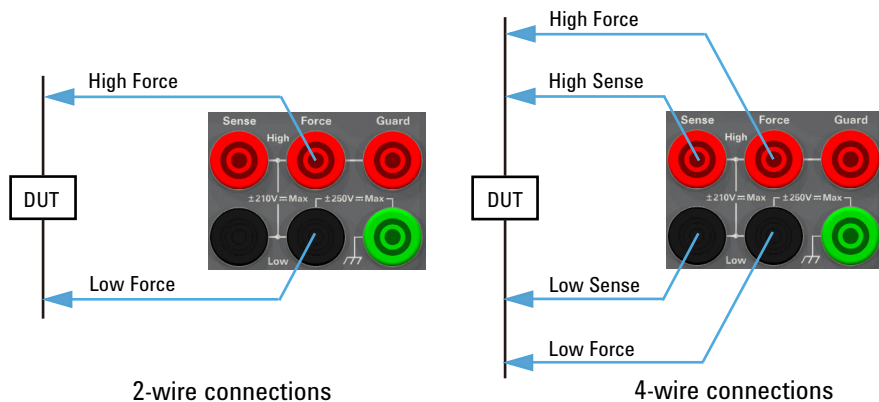 High Force
Sense Force Guard
High
DUT
±210V⎓Max ±250V⎓Max
Low
Low Force
2-wire connections
High Force
High Sense
Sense Force Guard
High
DUT
±210V⎓Max ±250V⎓Max
Low
Low Sense
Low Force
4-wire connections